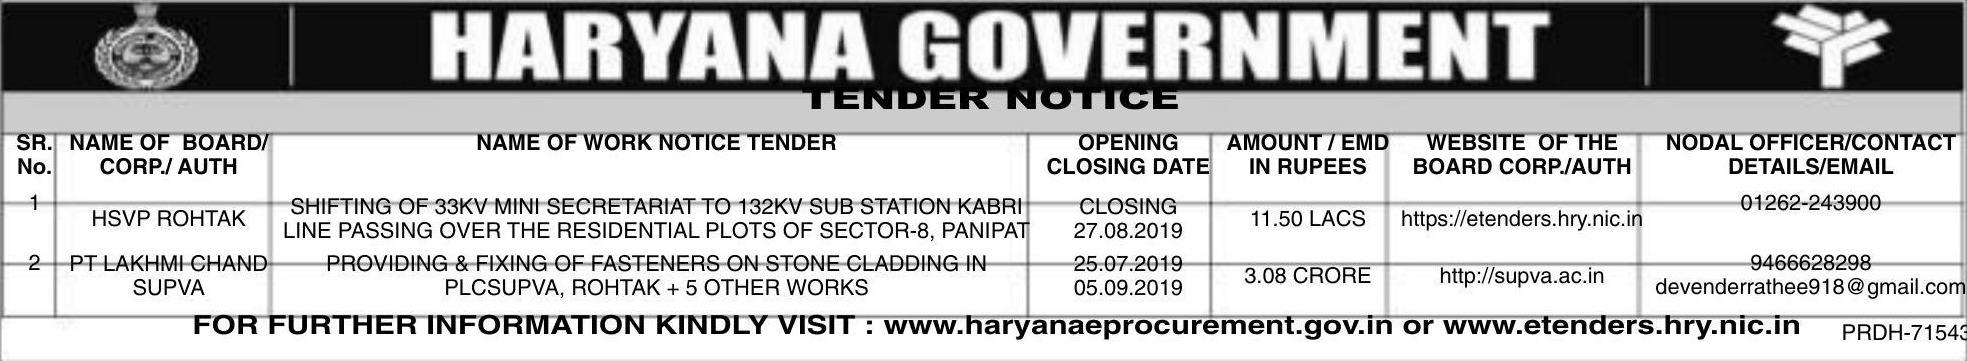 HARYANA GOVERNMENT
TENDER NOTICE
SR. No.
NAME OF BOARD/ CORP./ AUTH
NAME OF WORK NOTICE TENDER
OPENING CLOSING DATE
AMOUNT / EMD IN RUPEES
WEBSITE OF THE BOARD CORP./AUTH
NODAL OFFICER/CONTACT DETAILS/EMAIL
1
HSVP ROHTAK
SHIFTING OF 33KV MINI SECRETARIAT TO 132KV SUB STATION KABRI
LINE PASSING OVER THE RESIDENTIAL PLOTS OF SECTOR-8, PANIPAT
CLOSING
27.08.2019
11.50 LACS
https://etenders.hry.nic.in
01262-243900
2
PT LAKHMI CHAND
SUPVA
PROVIDING & FIXING OF FASTENERS ON STONE CLADDING IN
PLCSUPVA, ROHTAK + 5 OTHER WORKS
25.07.2019
05.09.2019
3.08 CRORE
http://supva.ac.in
9466628298
devenderrathee918@gmail.com
FOR FURTHER INFORMATION KINDLY VISIT : www.haryanaeprocurement.gov.in or www.etenders.hry.nic.in
PRDH-71543